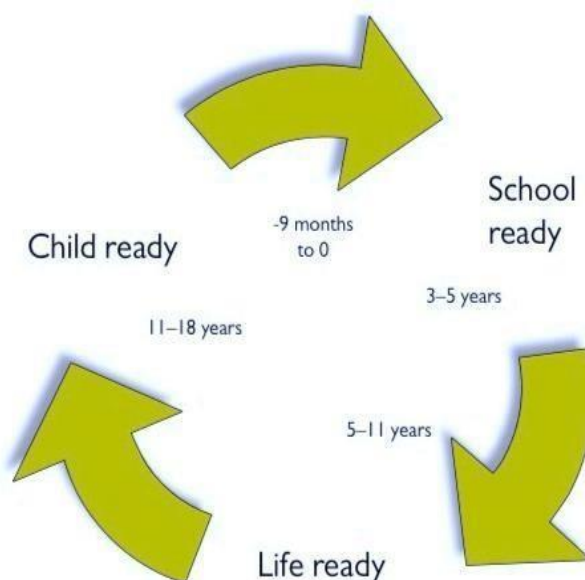 -9 months
to 0
School
ready
Child ready
3–5 years
11–18 years
5–11 years
Life ready